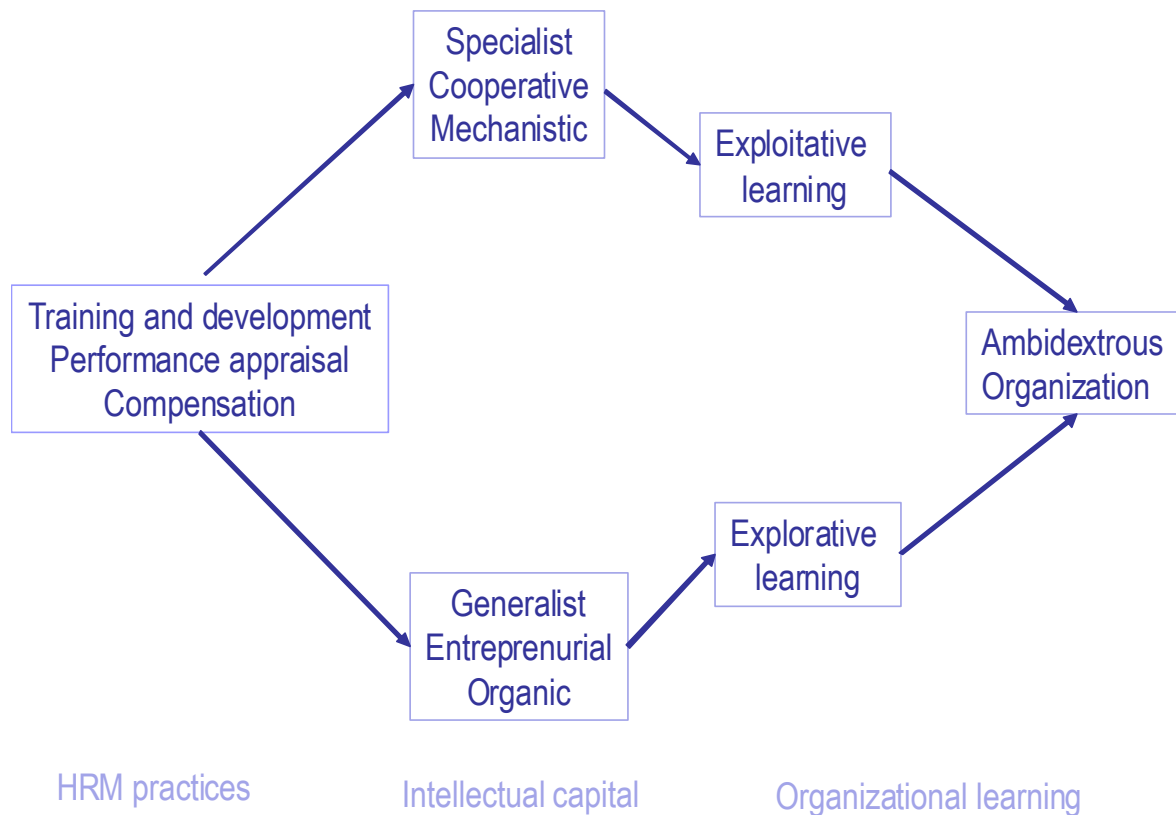 Specialist
Cooperative
Mechanistic
Exploitative
learning
Training and development
Performance appraisal
Compensation
Ambidextrous
Organization
Explorative
learning
Generalist
Entreprenurial
Organic
HRM practices
Intellectual capital
Organizational learning